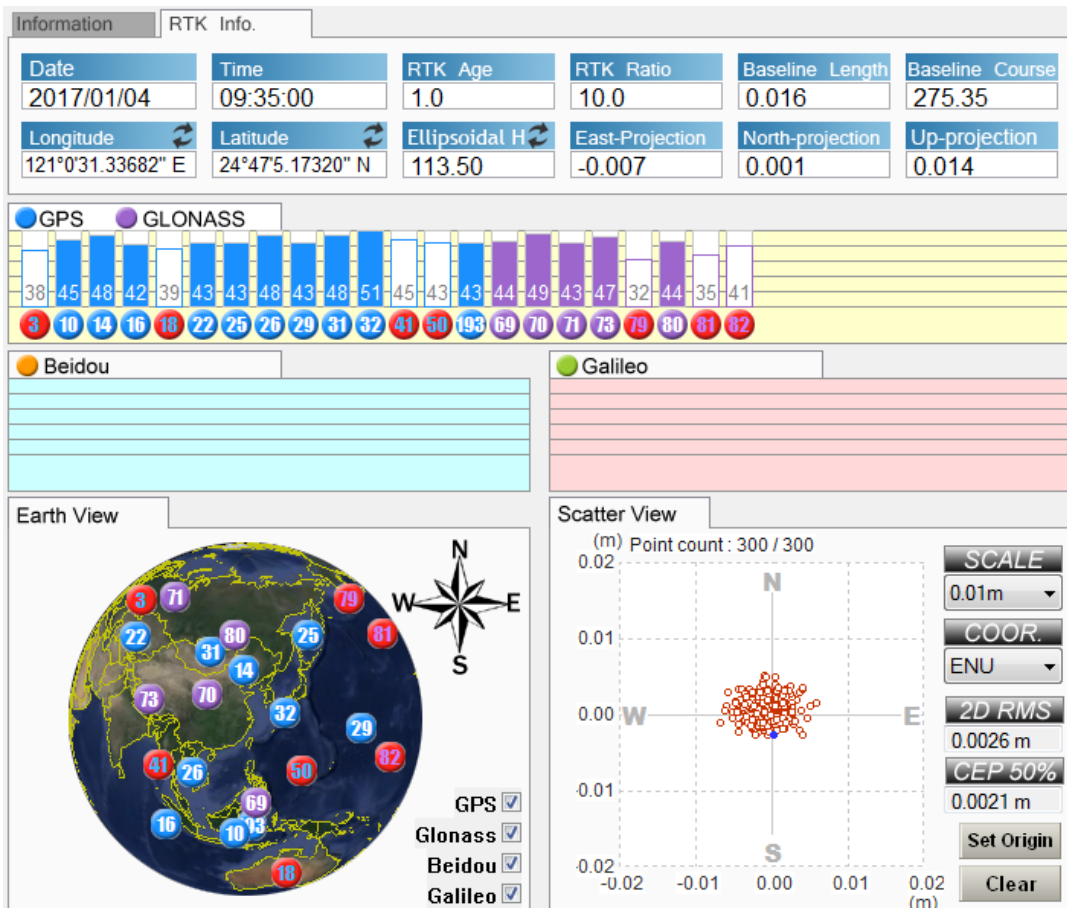 Information RTK Info.
Date Time RTK Age RTK Ratio Baseline Length Baseline Course
2017/01/04 09:35:00 1.0 10.0 0.016 275.35
Longitude Latitude Ellipsoidal H East-Projection North-projection Up-projection
121°0'31.33682" E 24°47'5.17320" N 113.50 -0.007 0.001 0.014
GPS GLONASS
38 45 48 42 39 43 43 48 43 48 51 45 43 43 44 49 43 47 32 44 35 41
3 10 14 16 18 22 25 26 29 31 32 41 50 193 69 70 71 73 79 80 81 82
Beidou Galileo
Earth View
N
W E
S
3 71 79
22 31 80 25 81
14
73 70
32 29
41 26 50 82
69
16 10 93
18
GPS
Glonass
Beidou
Galileo
Scatter View
(m) Point count : 300 / 300
0.02
0.01
0.00
-0.01
-0.02
N
W E
S
-0.02 -0.01 0.00 0.01 0.02
(m)
SCALE
0.01m
COOR.
ENU
2D RMS
0.0026 m
CEP 50%
0.0021 m
Set Origin
Clear